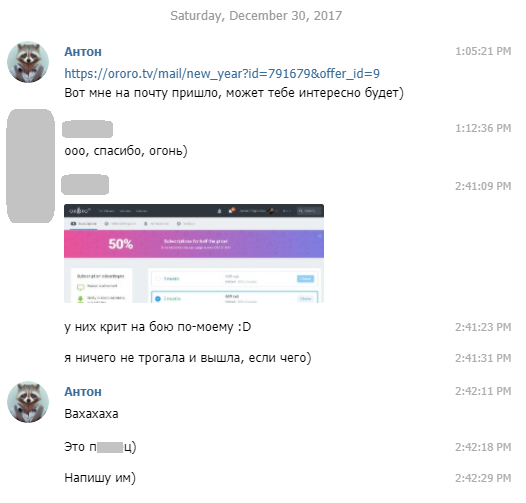 Saturday, December 30, 2017
Антон
1:05:21 PM
https://ororo.tv/mail/new_year?id=791679&offer_id=9
Вот мне на почту пришло, может тебе интересно будет)
1:12:36 PM
ооо, спасибо, огонь)
2:41:09 PM
ORORO
50%
Subscriptions for half the price!
Subscription advantages
у них крит на бою по-моему :D
2:41:23 PM
я ничего не трогала и вышла, если чего)
2:41:31 PM
Антон
2:42:11 PM
Вахахаха
Это п ц)
2:42:18 PM
Напишу им)
2:42:29 PM